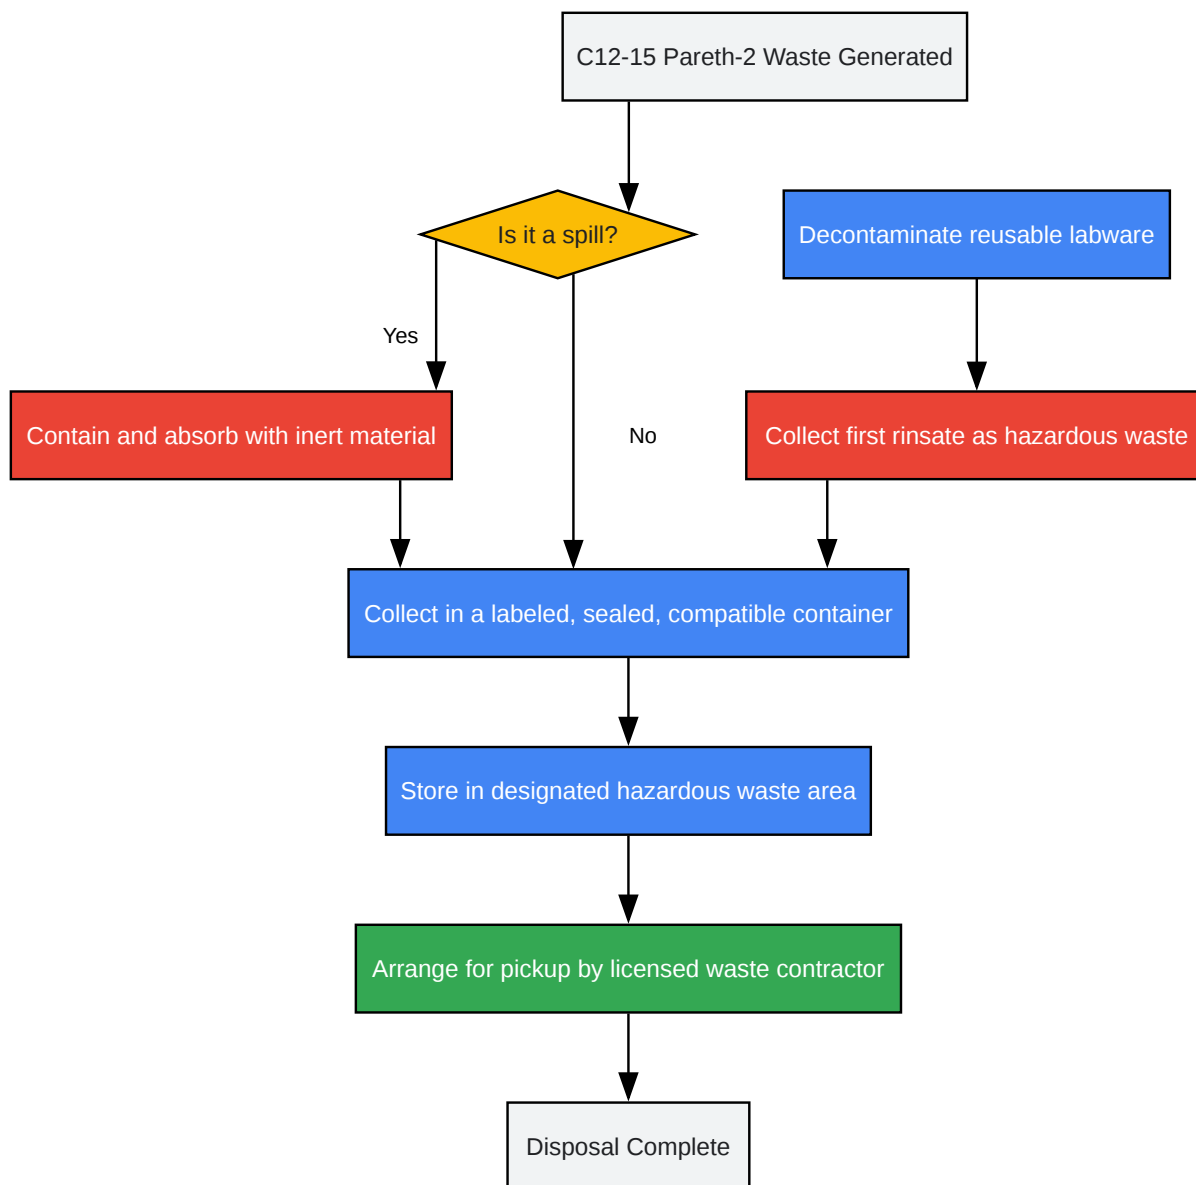 C12-15 Pareth-2 Waste Generated
Is it a spill?
Decontaminate reusable labware
Yes
Contain and absorb with inert material
No
Collect first rinsate as hazardous waste
Collect in a labeled, sealed, compatible container
Store in designated hazardous waste area
Arrange for pickup by licensed waste contractor
Disposal Complete